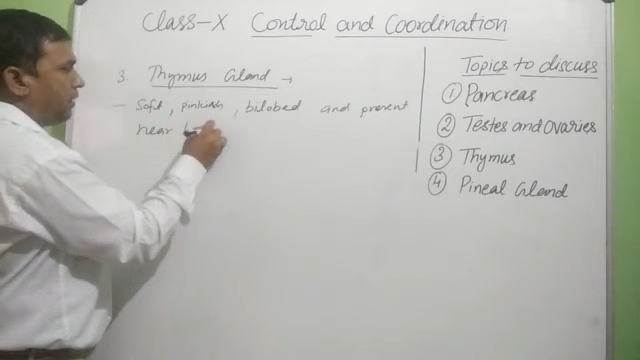 Class-X Control and Coordination
3. Thymus Gland →
- Soft, pinkish, bilobed and present
near
Topics to discuss
① Pancreas
② Testes and Ovaries
③ Thymus
④ Pineal Gland